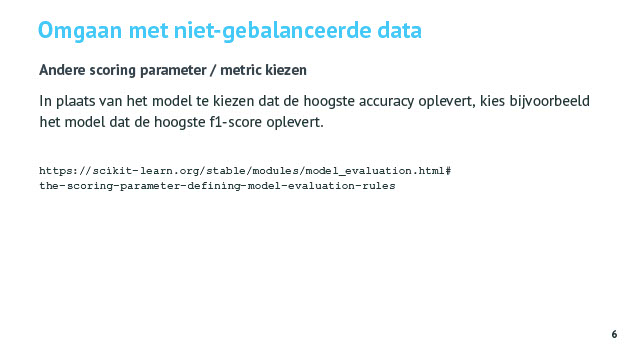 Omgaan met niet-gebalanceerde data
Andere scoring parameter / metric kiezen
In plaats van het model te kiezen dat de hoogste accuracy oplevert, kies bijvoorbeeld
het model dat de hoogste f1-score oplevert.
https://scikit-learn.org/stable/modules/model_evaluation.html#
the-scoring-parameter-defining-model-evaluation-rules
6